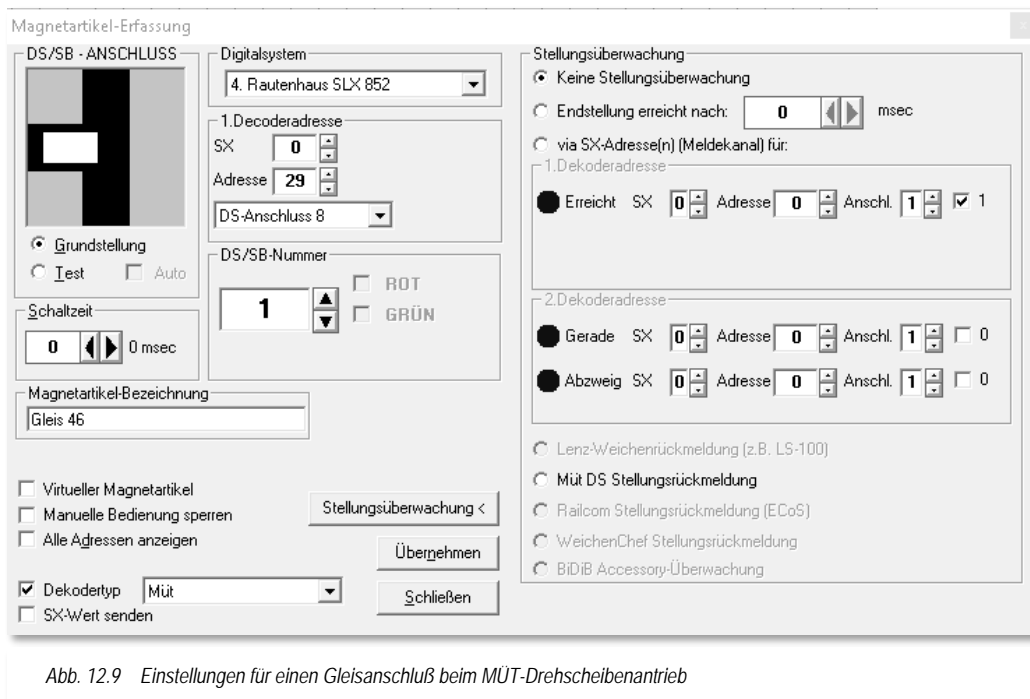 Magnetartikel-Erfassung
DS/SB - ANSCHLUSS
Grundstellung
Test Auto
Schaltzeit
0 0 msec
Digitalsystem
4. Rautenhaus SLX 852
1.Decoderadresse
SX 0
Adresse 29
DS-Anschluss 8
DS/SB-Nummer
1
ROT
GRÜN
Magnetartikel-Bezeichnung
Gleis 46
Virtueller Magnetartikel
Manuelle Bedienung sperren
Alle Adressen anzeigen
Dekodertyp Müt
SX-Wert senden
Stellungsüberwachung <
Übernehmen
Schließen
Stellungsüberwachung
Keine Stellungsüberwachung
Endstellung erreicht nach: 0 msec
via SX-Adresse(n) (Meldekanal) für:
1.Dekoderadresse
Erreicht SX 0 Adresse 0 Anschl. 1 1
2.Dekoderadresse
Gerade SX 0 Adresse 0 Anschl. 1 0
Abzweig SX 0 Adresse 0 Anschl. 1 0
Lenz-Weichenrückmeldung (z.B. LS-100)
Müt DS Stellungsrückmeldung
Railcom Stellungsrückmeldung (ECoS)
WeichenChef Stellungsrückmeldung
BiDiB Accessory-Überwachung
Abb. 12.9 Einstellungen für einen Gleisanschluß beim MÜT-Drehscheibenantrieb